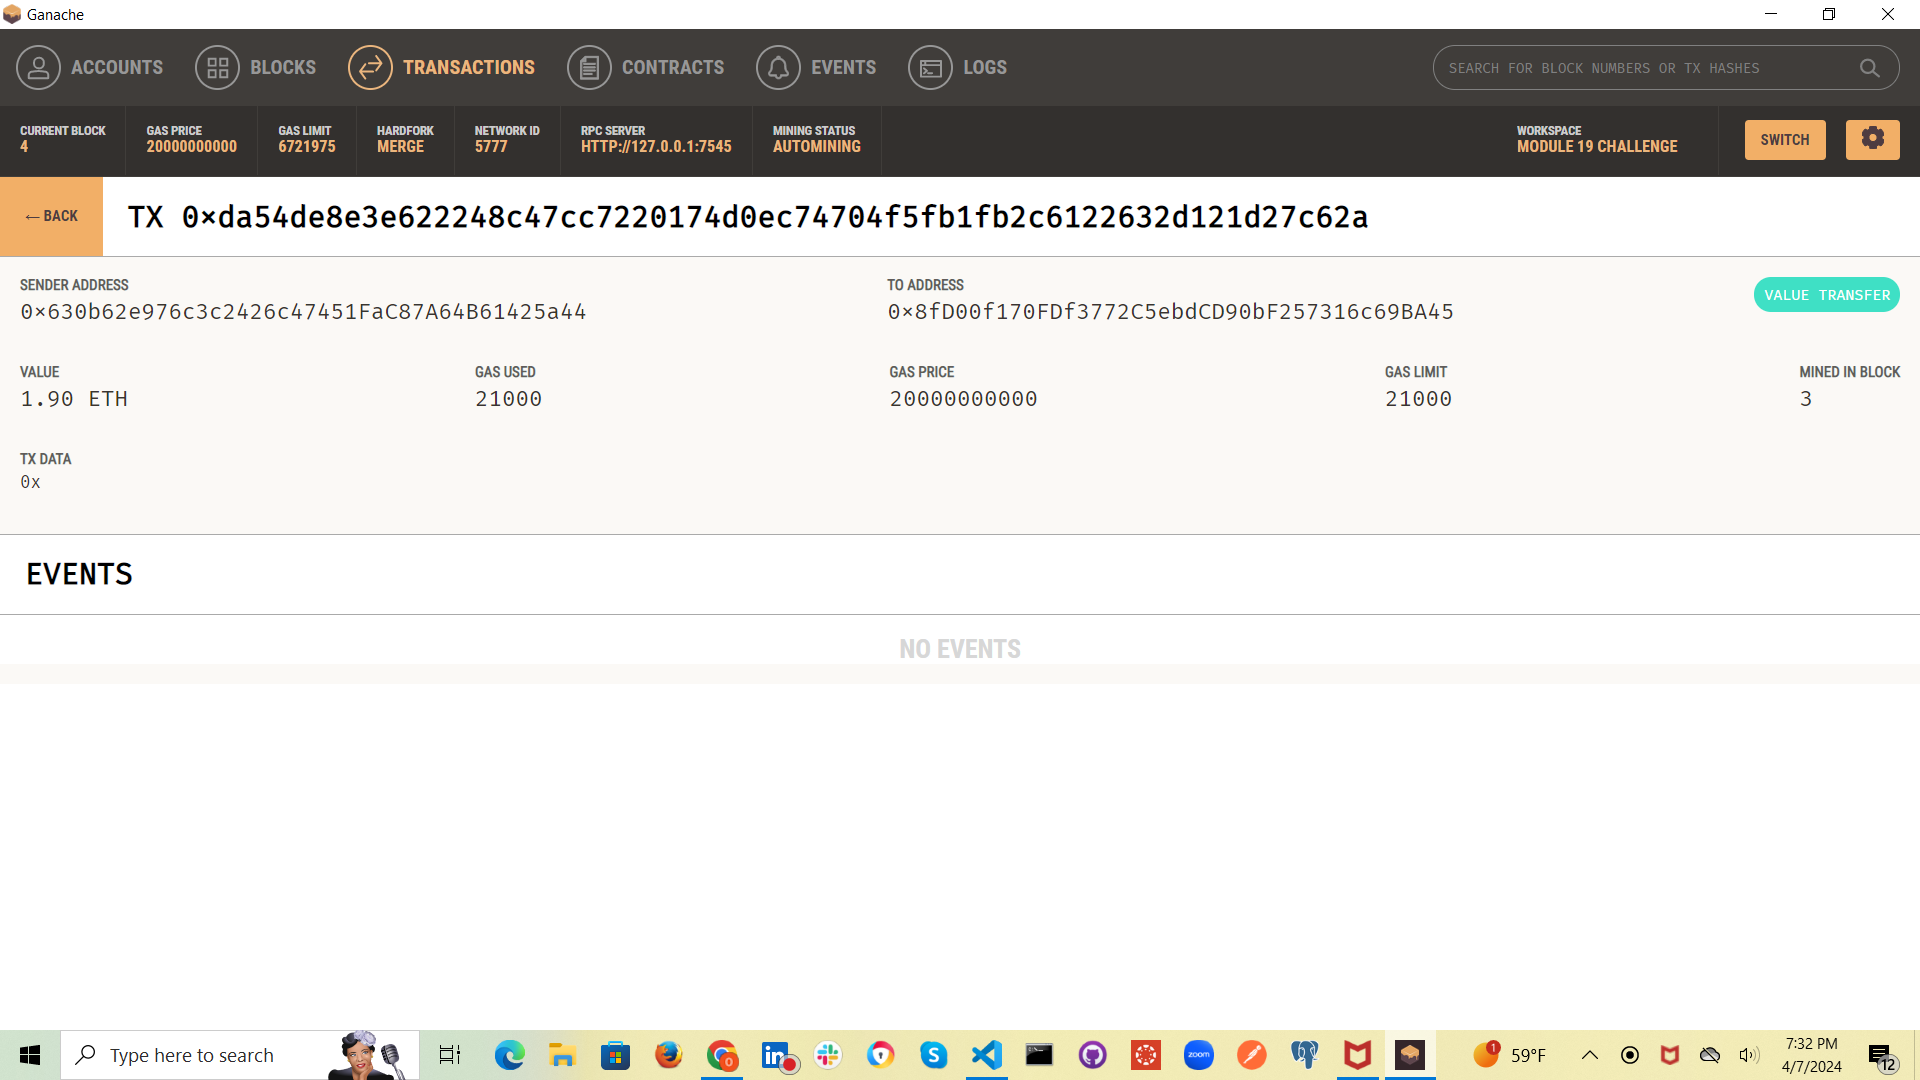 Ganache
ACCOUNTS BLOCKS TRANSACTIONS CONTRACTS EVENTS LOGS SEARCH FOR BLOCK NUMBERS OR TX HASHES
CURRENT BLOCK GAS PRICE GAS LIMIT HARDFORK NETWORK ID RPC SERVER MINING STATUS WORKSPACE
4 20000000000 6721975 MERGE 5777 HTTP://127.0.0.1:7545 AUTOMINING MODULE 19 CHALLENGE SWITCH
← BACK TX 0×da54de8e3e622248c47cc7220174d0ec74704f5fb1fb2c6122632d121d27c62a
SENDER ADDRESS TO ADDRESS
0×630b62e976c3c2426c47451FaC87A64B61425a44 0×8fD00f170FDf3772C5ebdCD90bF257316c69BA45 VALUE TRANSFER
VALUE GAS USED GAS PRICE GAS LIMIT MINED IN BLOCK
1.90 ETH 21000 20000000000 21000 3
TX DATA
0x
EVENTS
NO EVENTS
Type here to search in zoom 1 59°F 7:32 PM
4/7/2024 12